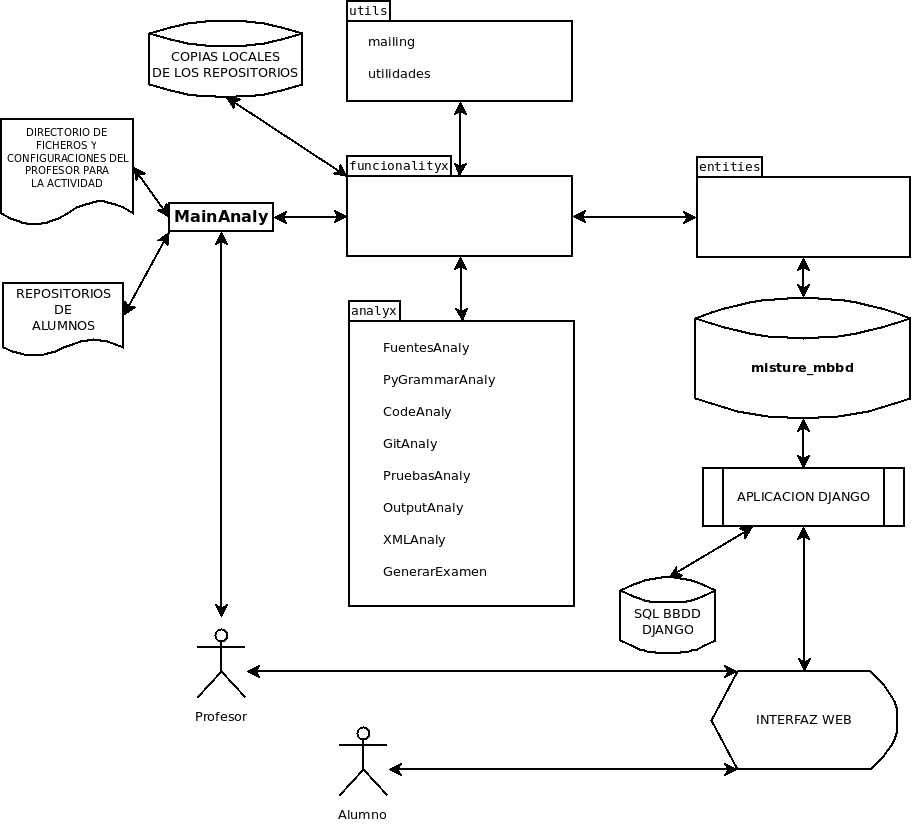 utils
mailing
utilidades
COPIAS LOCALES
DE LOS REPOSITORIOS
DIRECTORIO DE
FICHEROS Y
CONFIGURACIONES DEL
PROFESOR PARA
LA ACTIVIDAD
funcionalityx
entities
MainAnaly
REPOSITORIOS
DE
ALUMNOS
analyx
FuentesAnaly
PyGrammarAnaly
CodeAnaly
GitAnaly
PruebasAnaly
OutputAnaly
XMLAnaly
GenerarExamen
misture_mbbd
APLICACION DJANGO
SQL BBDD
DJANGO
Profesor
INTERFAZ WEB
Alumno